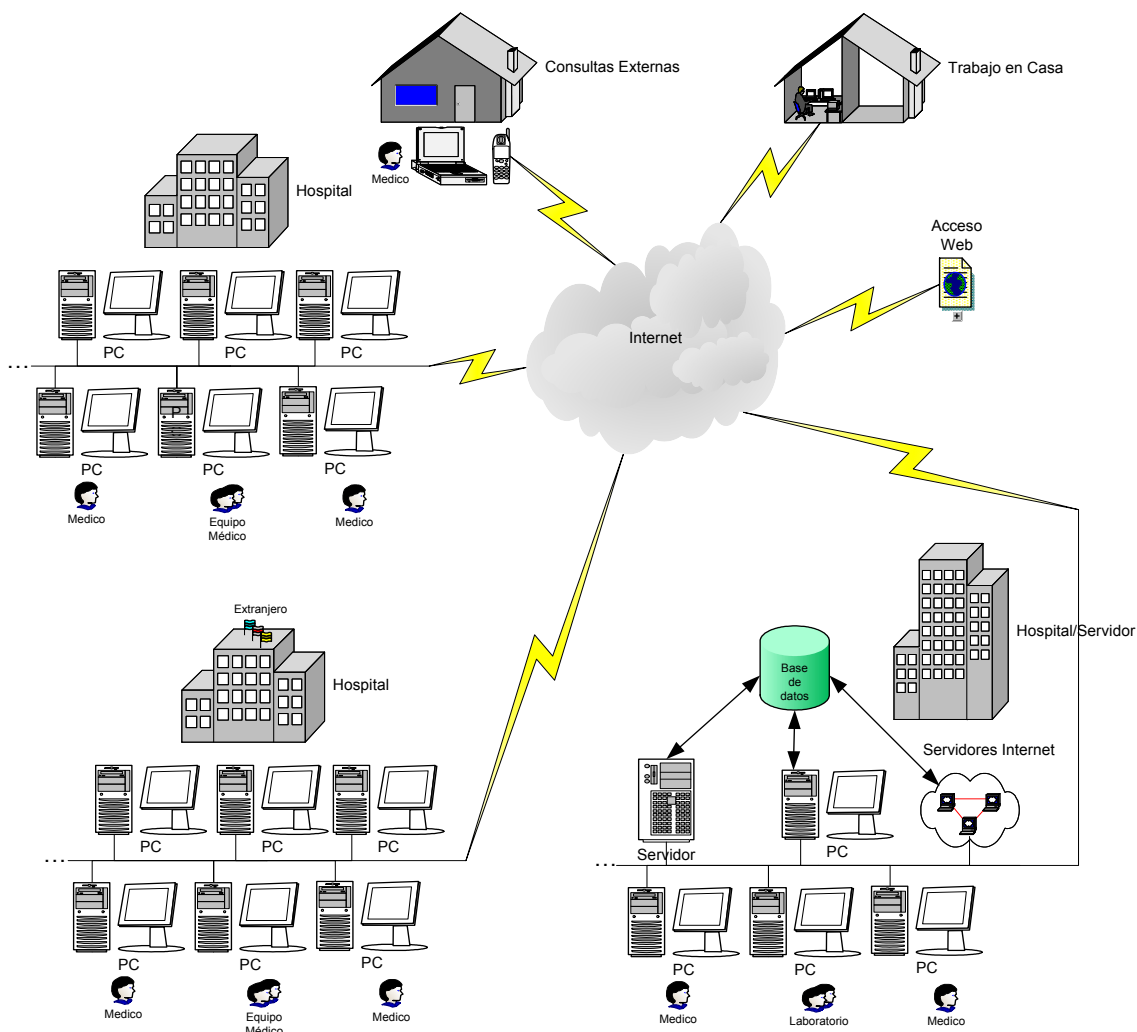 Consultas Externas
Trabajo en Casa
Medico
Hospital
Acceso
Web
Internet
PC
PC
PC
...
P
PC
PC
PC
Medico
Equipo
Médico
Medico
Extranjero
Hospital
PC
PC
PC
...
PC
PC
PC
Medico
Equipo
Médico
Medico
Hospital/Servidor
Base
de
datos
Servidores Internet
Servidor
PC
...
PC
PC
PC
Medico
Laboratorio
Medico